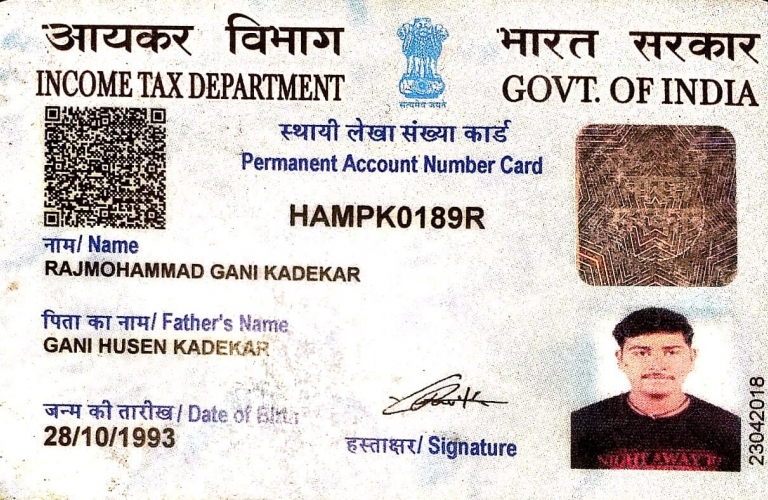 आयकर विभाग
INCOME TAX DEPARTMENT
सत्यमेव जयते
भारत सरकार
GOVT. OF INDIA
स्थायी लेखा संख्या कार्ड
Permanent Account Number Card
HAMPK0189R
नाम/ Name
RAJMOHAMMAD GANI KADEKAR
पिता का नाम/ Father's Name
GANI HUSEN KADEKAR
जन्म की तारीख/ Date of Birth
28/10/1993
हस्ताक्षर/ Signature
23042018